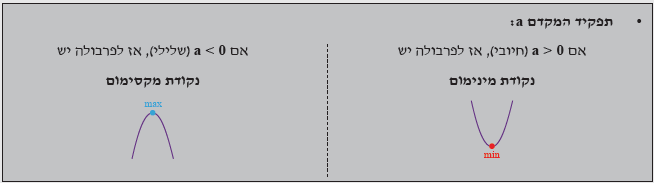 • תפקיד המקדם a:
אם a > 0 (חיובי), אז לפרבולה יש
נקודת מינימום
min
אם a < 0 (שלילי), אז לפרבולה יש
נקודת מקסימום
max